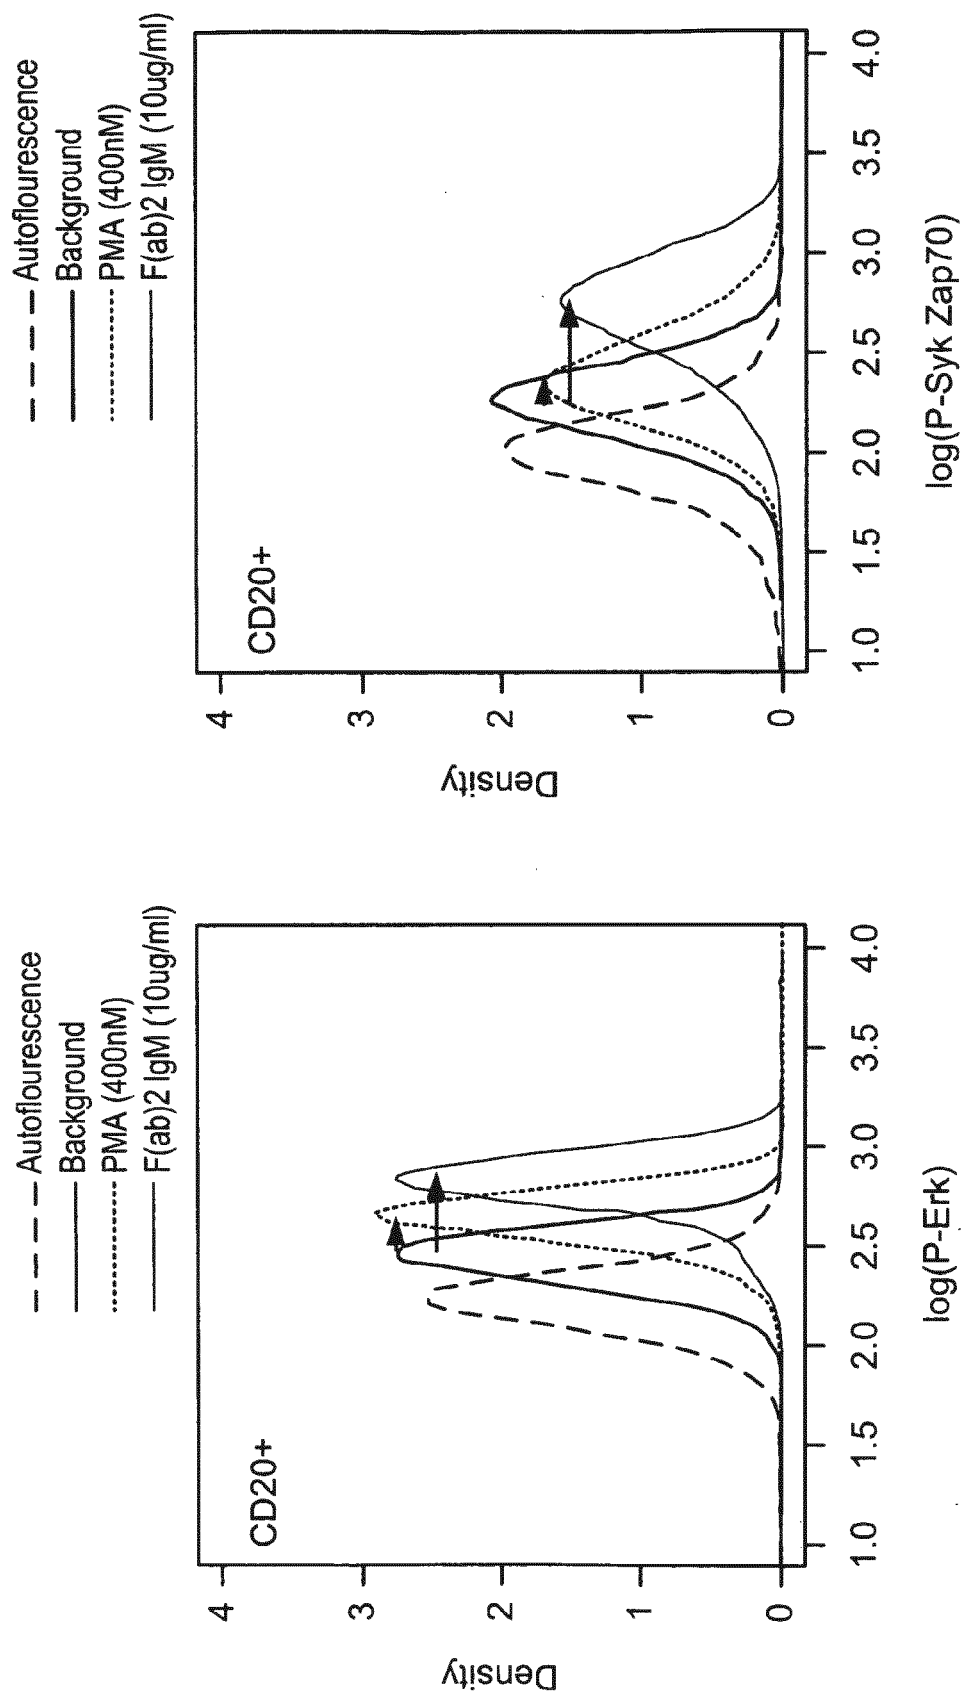 Autoflourescence
Background
PMA (400nM)
F(ab)2 IgM (10ug/ml)
CD20+
Density
4
3
2
1
0
1.0
1.5
2.0
2.5
3.0
3.5
4.0
log(P-Erk)
Autoflourescence
Background
PMA (400nM)
F(ab)2 IgM (10ug/ml)
CD20+
Density
4
3
2
1
0
1.0
1.5
2.0
2.5
3.0
3.5
4.0
log(P-Syk Zap70)